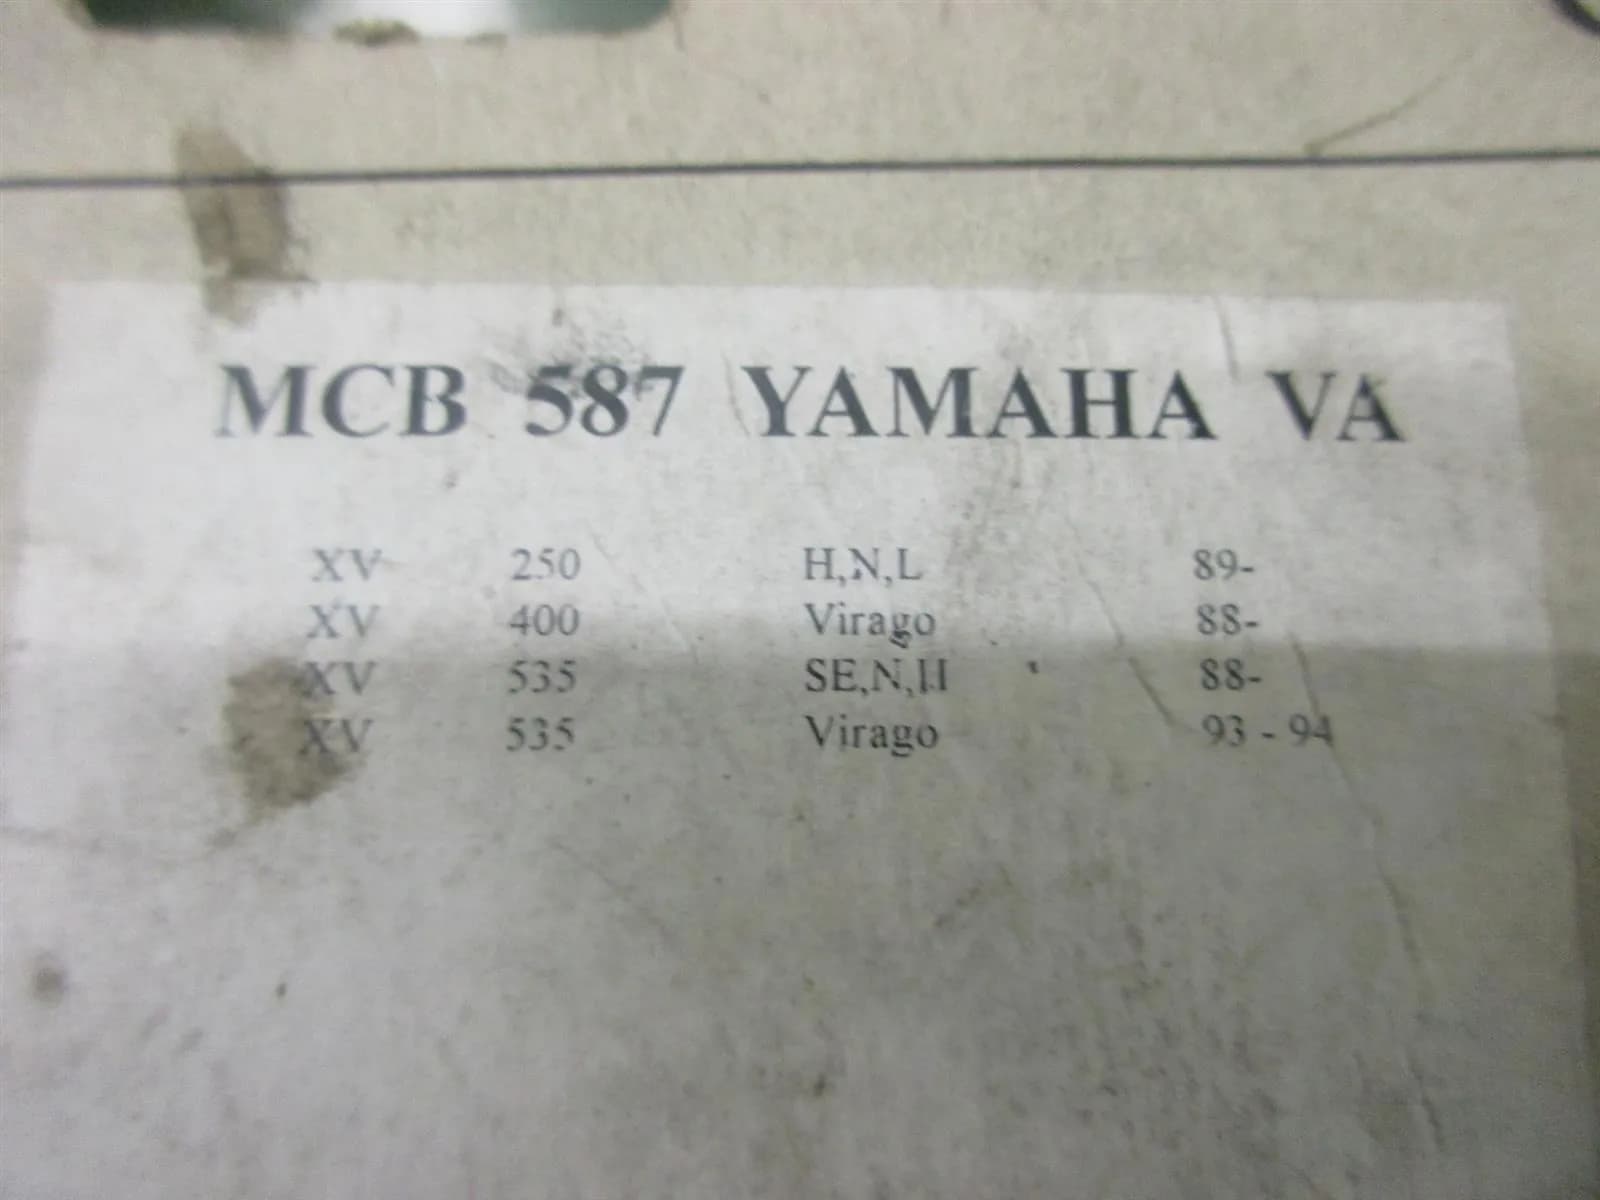 MCB 587 YAMAHA VA
XV 250 H,N,L 89-
XV 400 Virago 88-
XV 535 SE,N,H 88-
XV 535 Virago 93 - 94